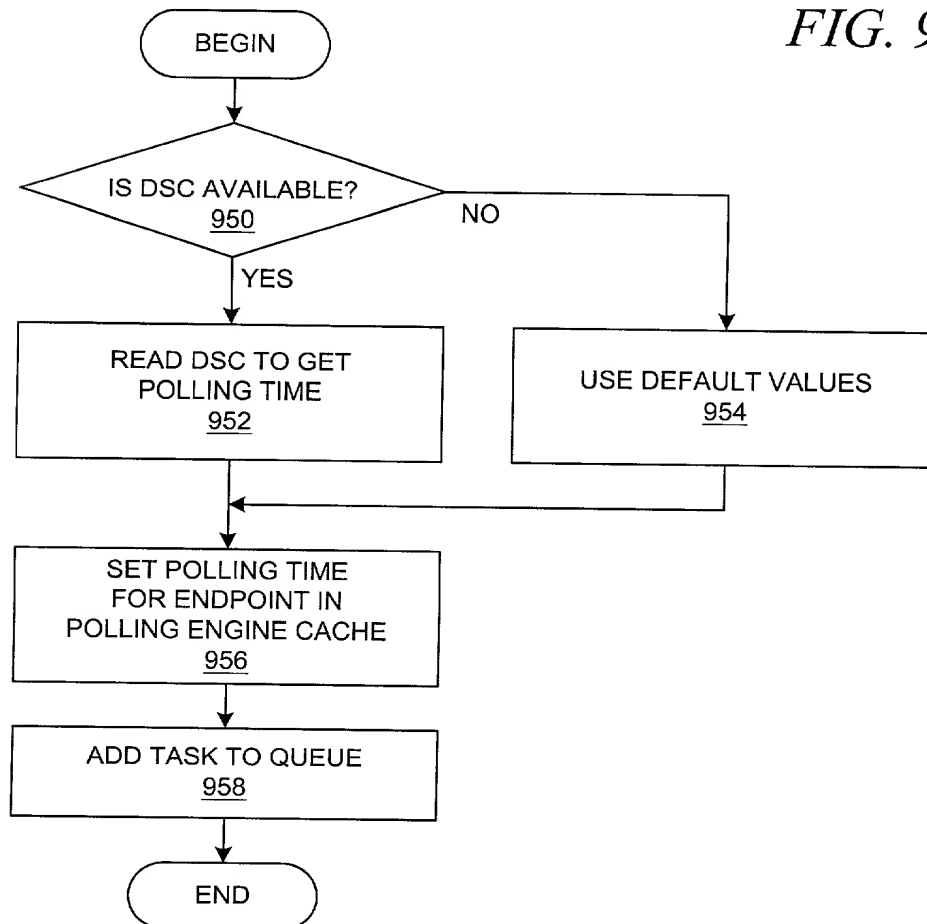 FIG. 9
BEGIN
IS DSC AVAILABLE?
950
NO
YES
READ DSC TO GET
POLLING TIME
952
USE DEFAULT VALUES
954
SET POLLING TIME
FOR ENDPOINT IN
POLLING ENGINE CACHE
956
ADD TASK TO QUEUE
958
END